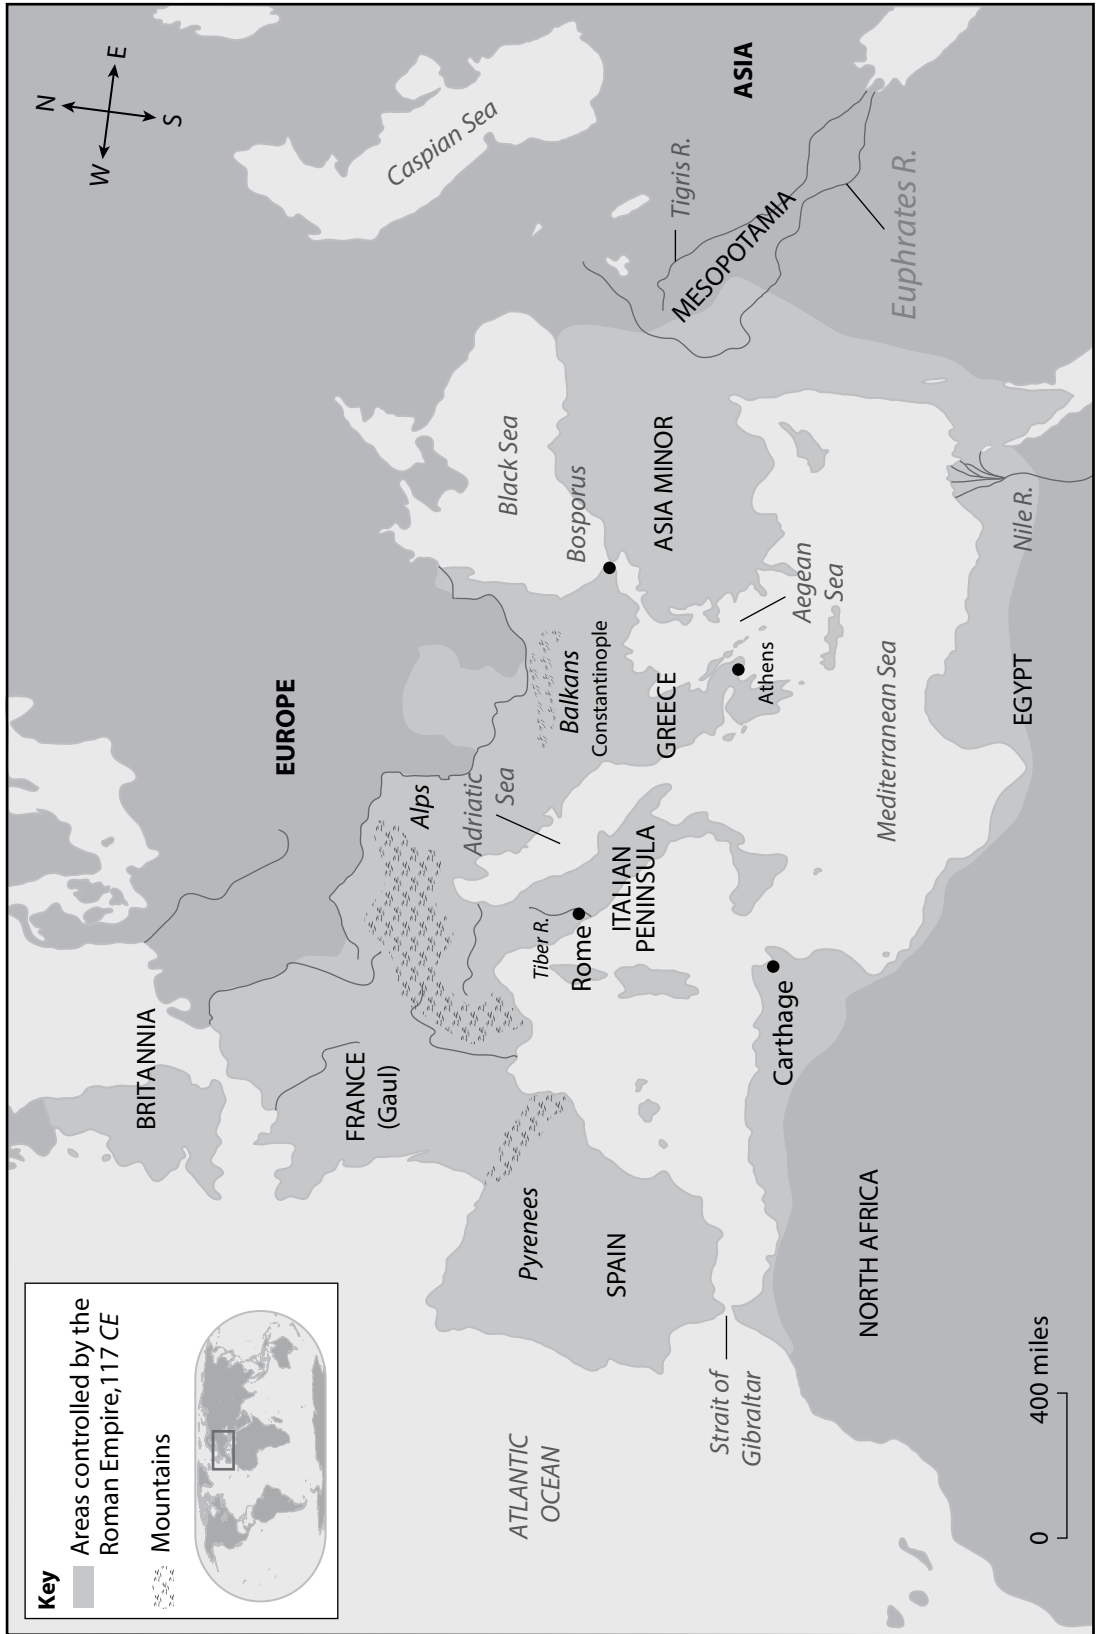 Key
Areas controlled by the
Roman Empire,117 CE
Mountains
N
W
E
S
BRITANNIA
EUROPE
Caspian Sea
FRANCE
(Gaul)
Alps
Adriatic
Sea
Black Sea
Balkans
Constantinople
Bosporus
ATLANTIC
OCEAN
Pyrenees
SPAIN
Tiber R.
Rome
ITALIAN
PENINSULA
GREECE
ASIA MINOR
Tigris R.
MESOPOTAMIA
ASIA
Strait of
Gibraltar
Carthage
Athens
Aegean
Sea
Mediterranean Sea
Euphrates R.
NORTH AFRICA
EGYPT
Nile R.
0
400 miles